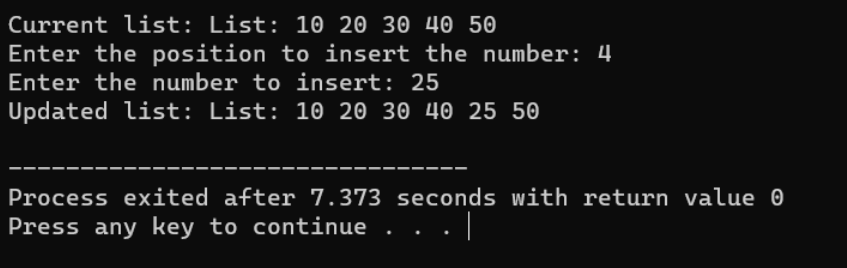 Current list: List: 10 20 30 40 50
Enter the position to insert the number: 4
Enter the number to insert: 25
Updated list: List: 10 20 30 40 25 50

--------------------------------
Process exited after 7.373 seconds with return value 0
Press any key to continue . . .